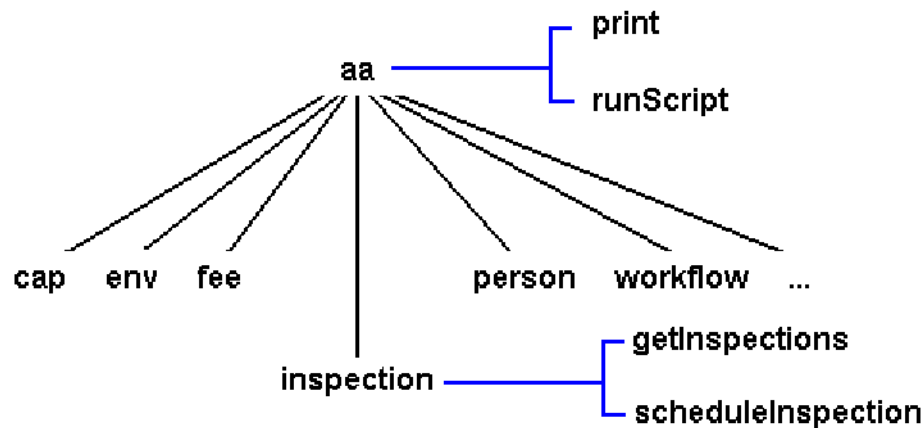 print
aa
runScript
cap env fee person workflow ...
getInspections
inspection
scheduleInspection